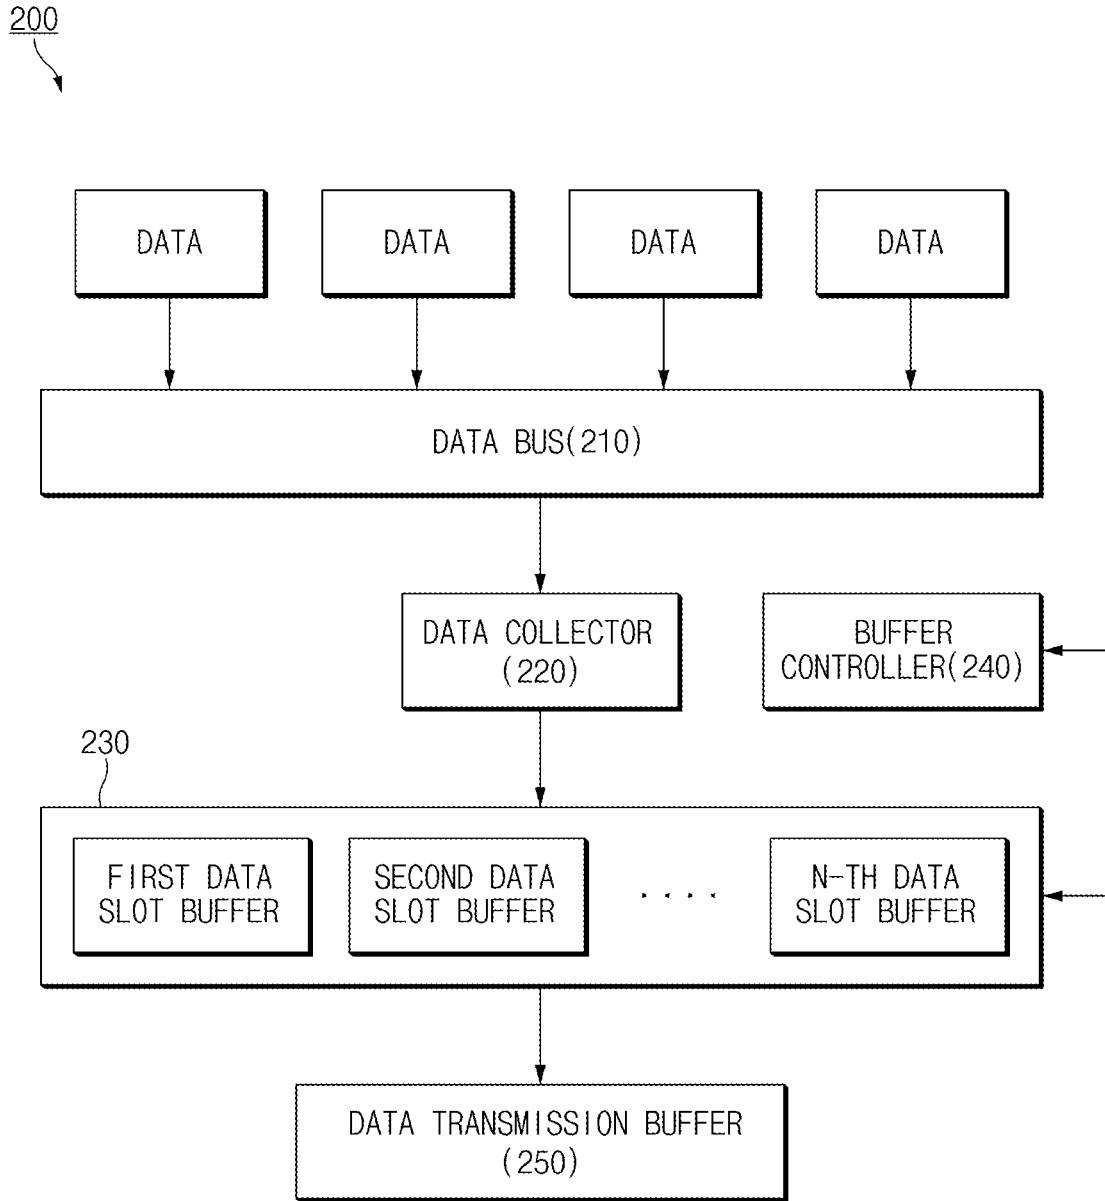 200
DATA
DATA
DATA
DATA
DATA BUS(210)
DATA COLLECTOR
(220)
BUFFER
CONTROLLER(240)
230
FIRST DATA
SLOT BUFFER
SECOND DATA
SLOT BUFFER
. . . .
N-TH DATA
SLOT BUFFER
DATA TRANSMISSION BUFFER
(250)